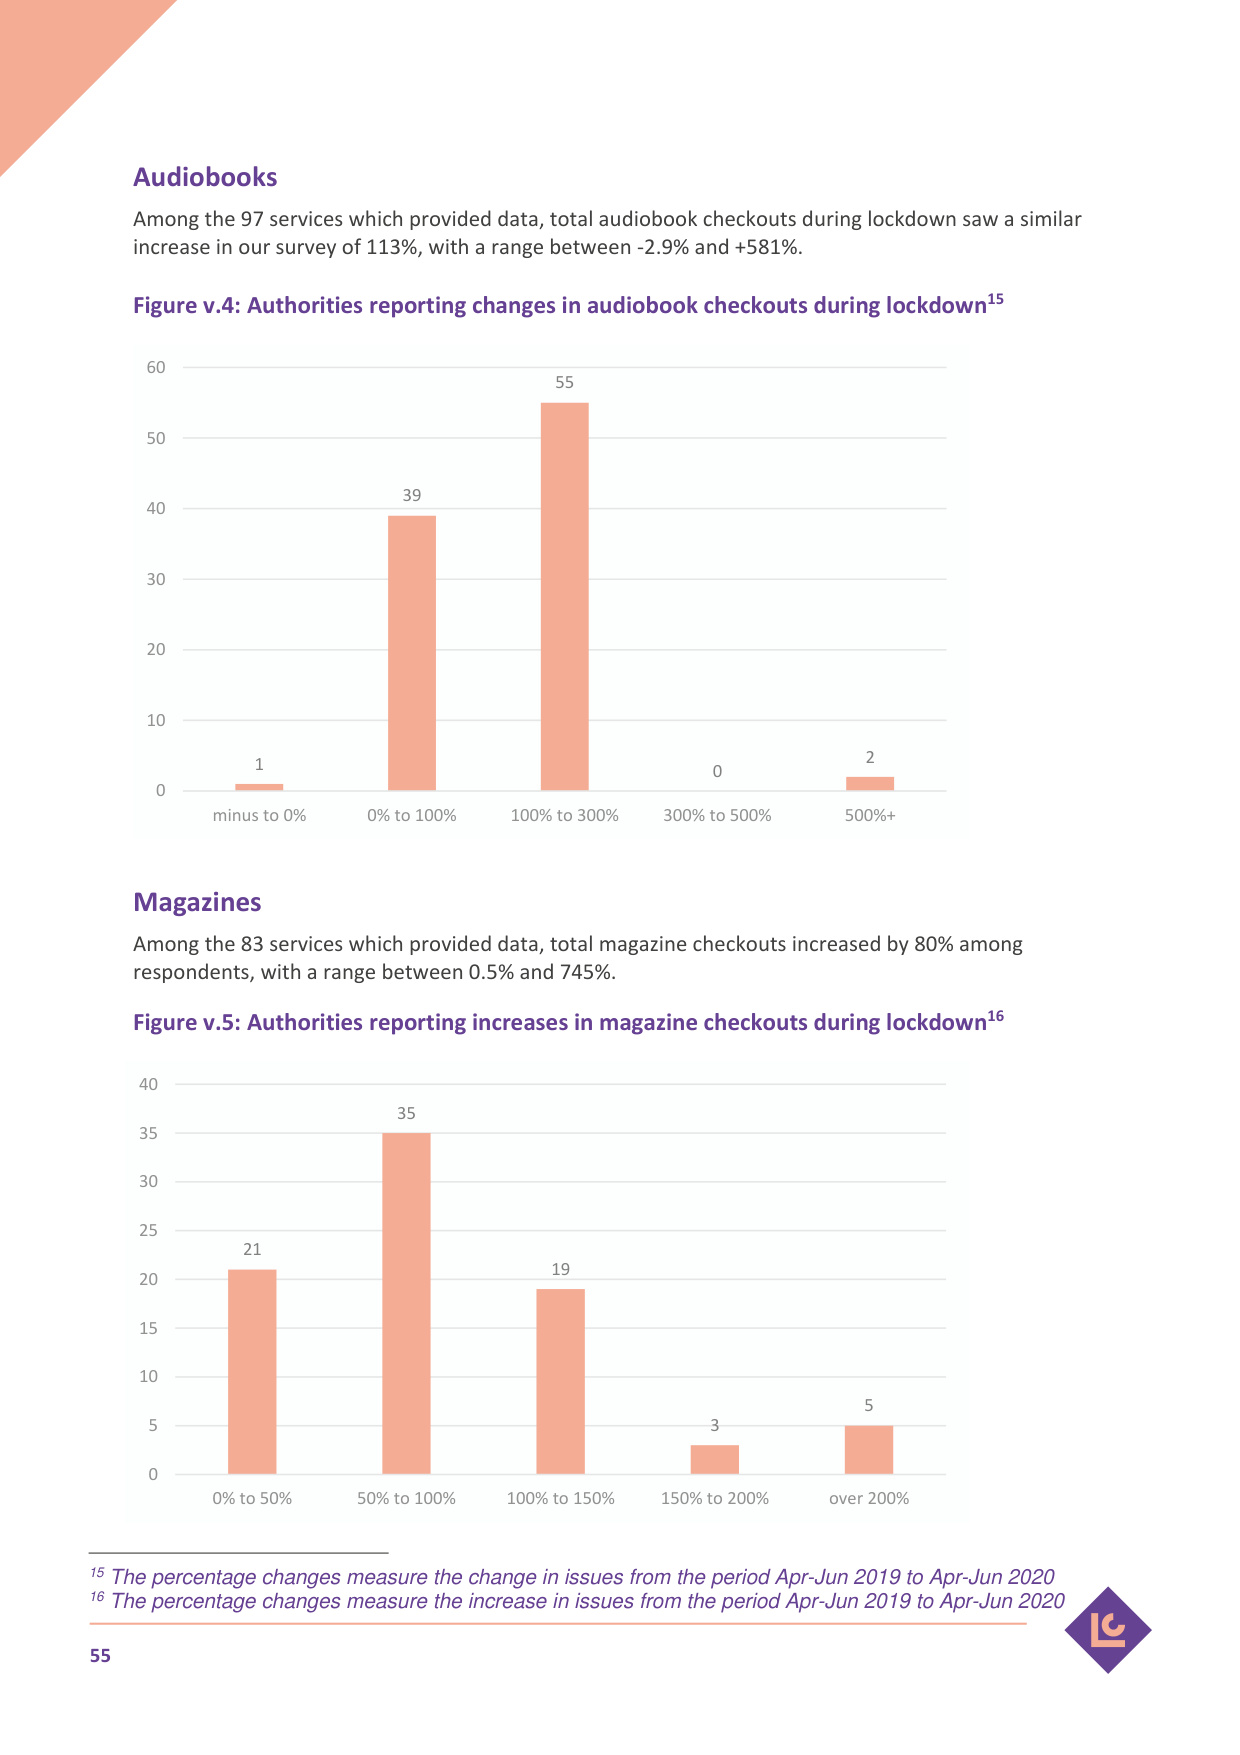 Audiobooks
Among the 97 services which provided data, total audiobook checkouts during lockdown saw a similar
increase in our survey of 113%, with a range between -2.9% and +581%.
Figure v.4: Authorities reporting changes in audiobook checkouts during lockdown15
60
55
50
39
40
30
20
10
1
0
2
0
minus to 0% 0% to 100% 100% to 300% 300% to 500% 500%+
Magazines
Among the 83 services which provided data, total magazine checkouts increased by 80% among
respondents, with a range between 0.5% and 745%.
Figure v.5: Authorities reporting increases in magazine checkouts during lockdown16
40
35
35
30
25
21
19
20
15
10
5
5
3
0
0% to 50% 50% to 100% 100% to 150% 150% to 200% over 200%
15 The percentage changes measure the change in issues from the period Apr-Jun 2019 to Apr-Jun 2020
16 The percentage changes measure the increase in issues from the period Apr-Jun 2019 to Apr-Jun 2020
LC
55